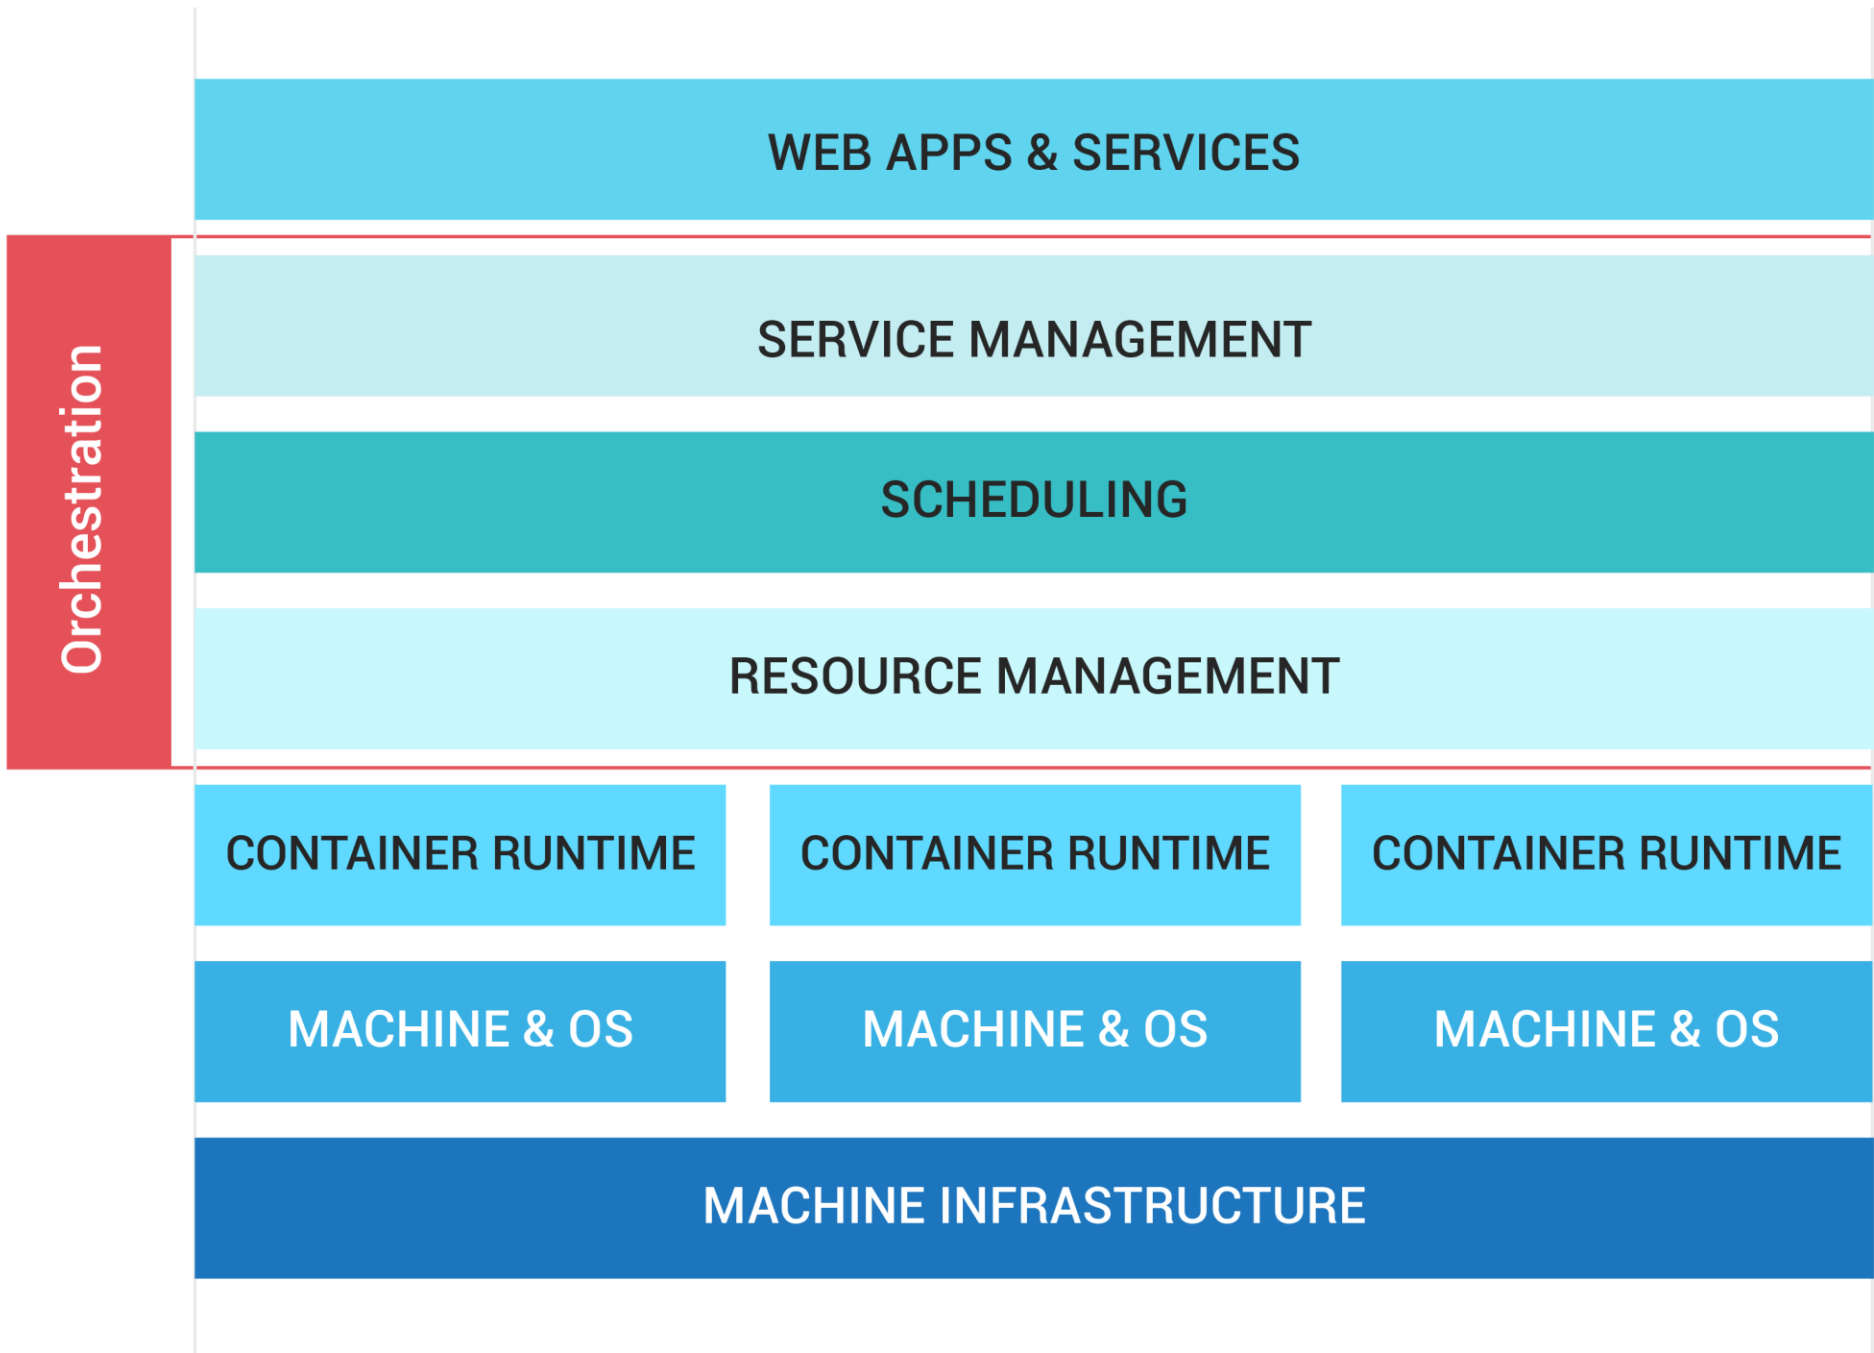 WEB APPS & SERVICES
Orchestration
SERVICE MANAGEMENT
SCHEDULING
RESOURCE MANAGEMENT
CONTAINER RUNTIME
CONTAINER RUNTIME
CONTAINER RUNTIME
MACHINE & OS
MACHINE & OS
MACHINE & OS
MACHINE INFRASTRUCTURE